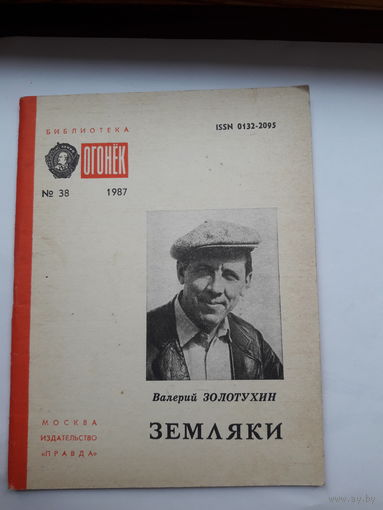 БИБЛИОТЕКА
ISSN 0132-2095
ОГОНЁК
№ 38 1987
Валерий ЗОЛОТУХИН
ЗЕМЛЯКИ
МОСКВА
ИЗДАТЕЛЬСТВО
«ПРАВДА»
www.ay.by